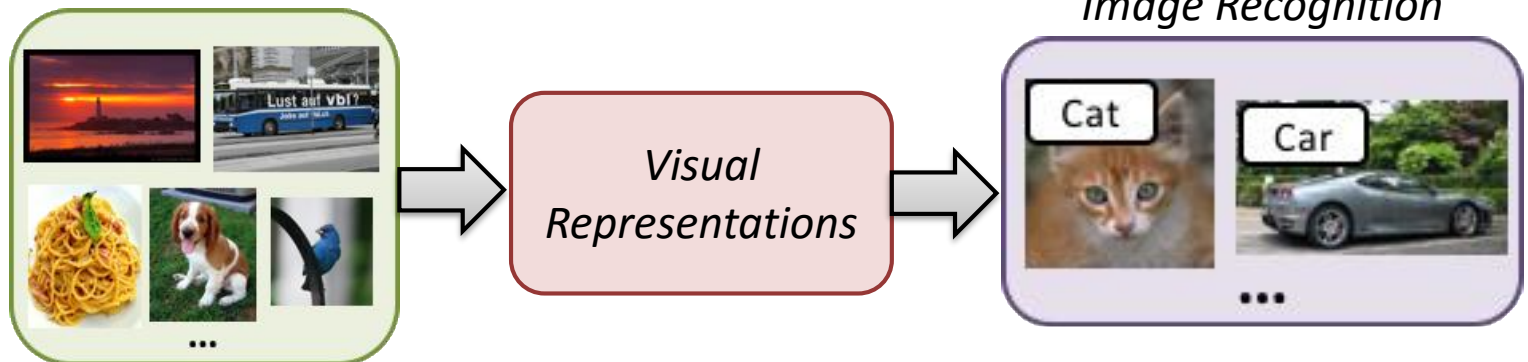 Image Recognition
Lust auf vbl?
Visual
Representations
Cat
Car
...
...